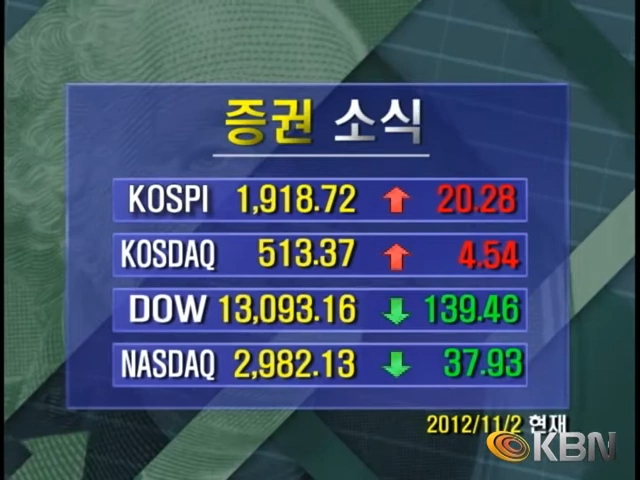 증권 소식
KOSPI 1,918.72 20.28
KOSDAQ 513.37 4.54
DOW 13,093.16 139.46
NASDAQ 2,982.13 37.93
2012/11/2 현재
KBN